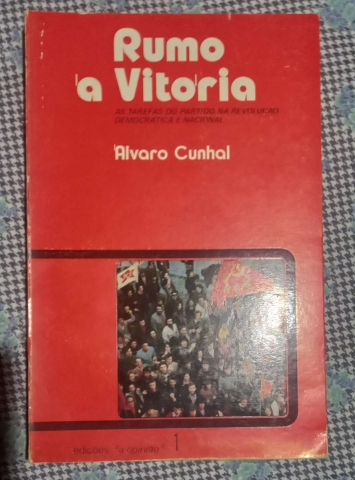 Rumo
à Vitória
AS TAREFAS DO PARTIDO NA REVOLUÇÃO
DEMOCRÁTICA E NACIONAL
Álvaro Cunhal
edições "a opinião" - 1